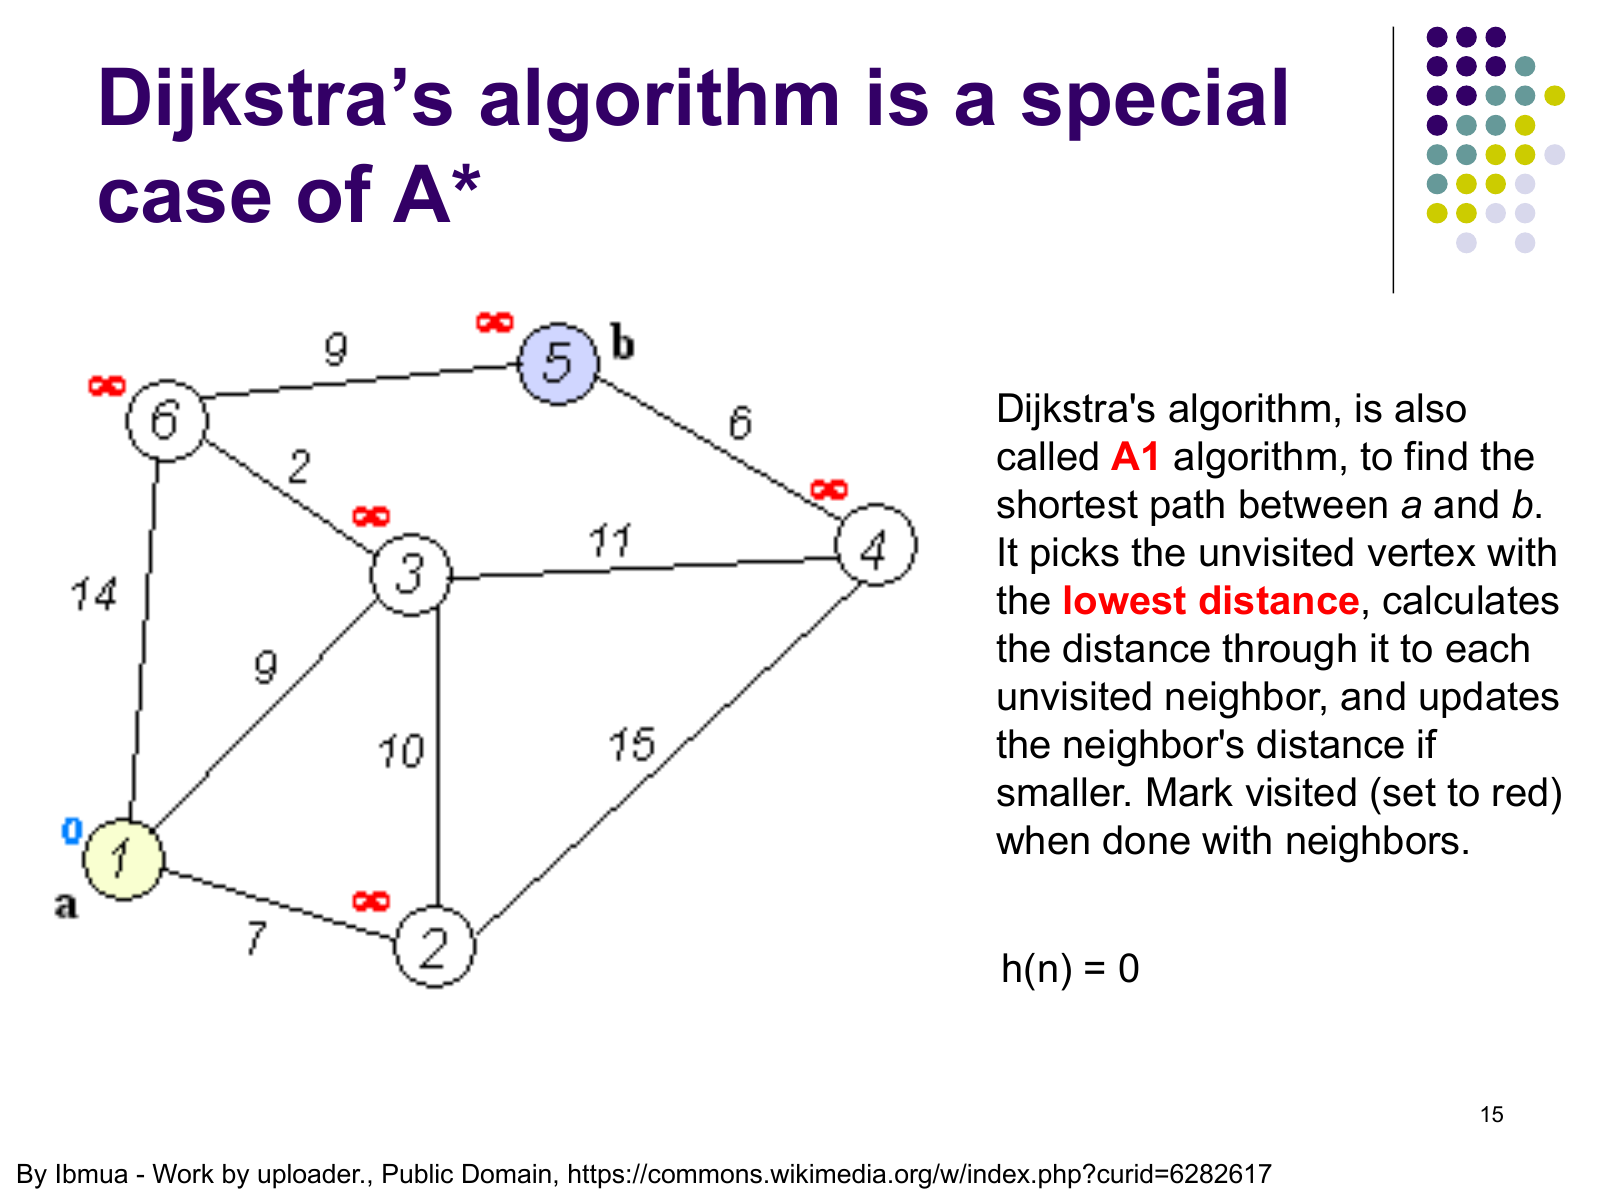 Dijkstra’s algorithm is a special
case of A*
∞
9
∞
5
b
∞
6
2
6
∞
∞
3
11
4
14
9
10
15
0
1
a
7
∞
2
Dijkstra's algorithm, is also
called A1 algorithm, to find the
shortest path between a and b.
It picks the unvisited vertex with
the lowest distance, calculates
the distance through it to each
unvisited neighbor, and updates
the neighbor's distance if
smaller. Mark visited (set to red)
when done with neighbors.
h(n) = 0
15
By Ibmua - Work by uploader., Public Domain, https://commons.wikimedia.org/w/index.php?curid=6282617